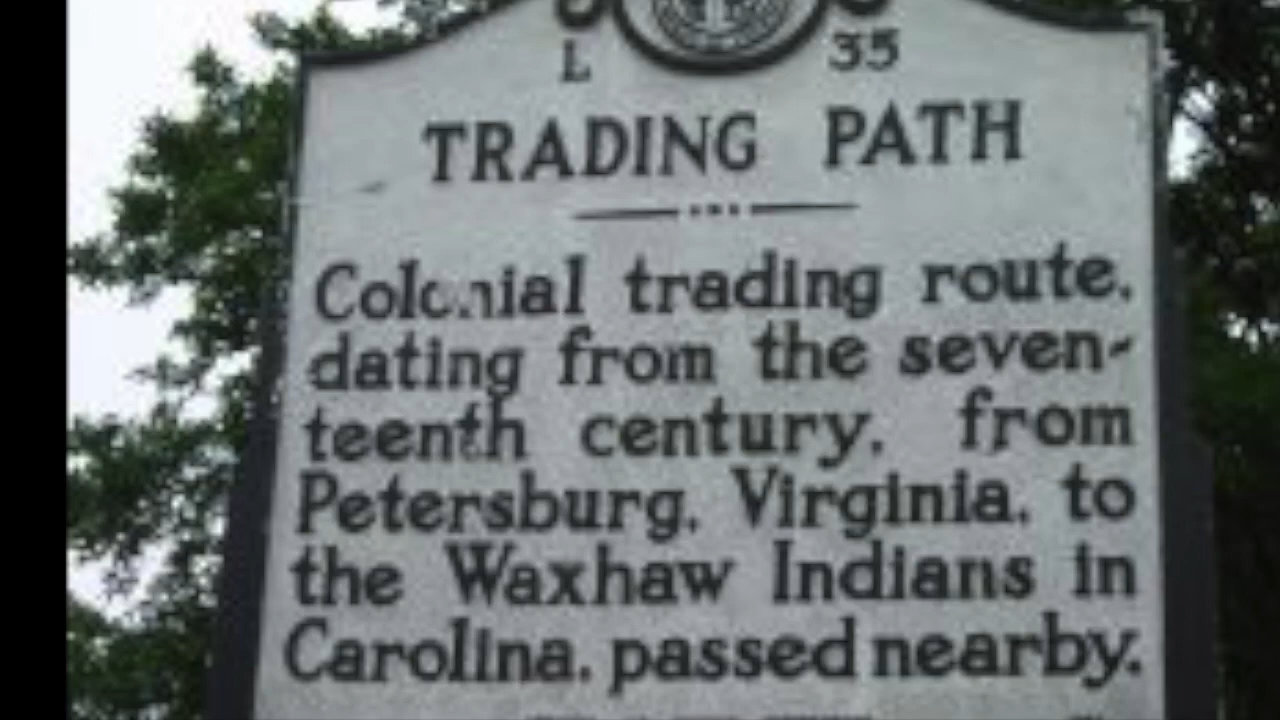 L 35
TRADING PATH
Colonial trading route,
dating from the seven-
teenth century, from
Petersburg, Virginia, to
the Waxhaw Indians in
Carolina, passed nearby.